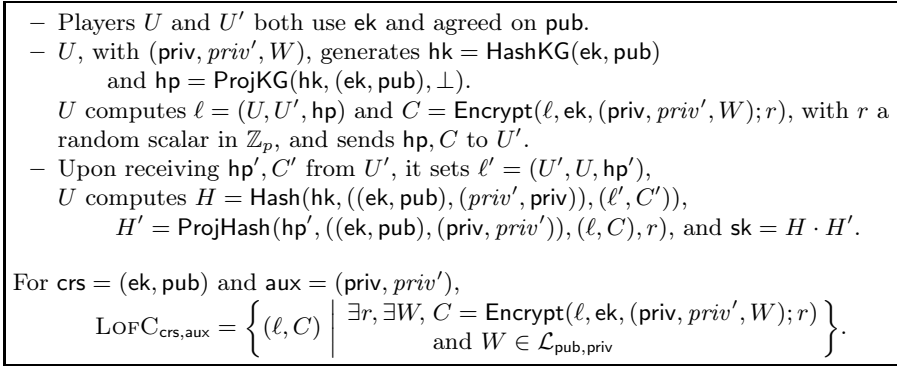 – Players U and U′ both use ek and agreed on pub.
– U, with (priv, priv′, W), generates hk = HashKG(ek, pub)
and hp = ProjKG(hk, (ek, pub), ⊥).
U computes ℓ = (U, U′, hp) and C = Encrypt(ℓ, ek, (priv, priv′, W); r), with r a
random scalar in ℤp, and sends hp, C to U′.
– Upon receiving hp′, C′ from U′, it sets ℓ′ = (U′, U, hp′),
U computes H = Hash(hk, ((ek, pub), (priv′, priv)), (ℓ′, C′)),
H′ = ProjHash(hp′, ((ek, pub), (priv, priv′)), (ℓ, C), r), and sk = H · H′.
For crs = (ek, pub) and aux = (priv, priv′),
LOFC_crs,aux = { (ℓ, C) | ∃r, ∃W, C = Encrypt(ℓ, ek, (priv, priv′, W); r)
and W ∈ ℒ_pub,priv }.